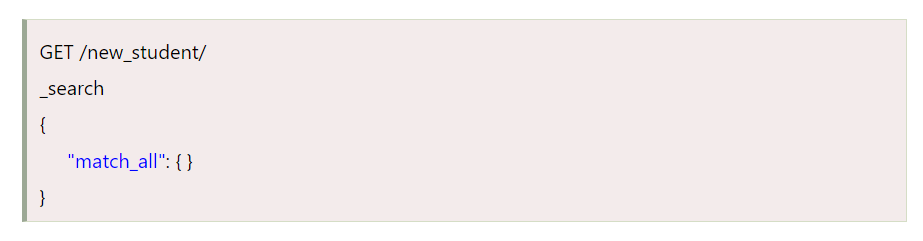 GET /new_student/
_search
{
"match_all": { }
}